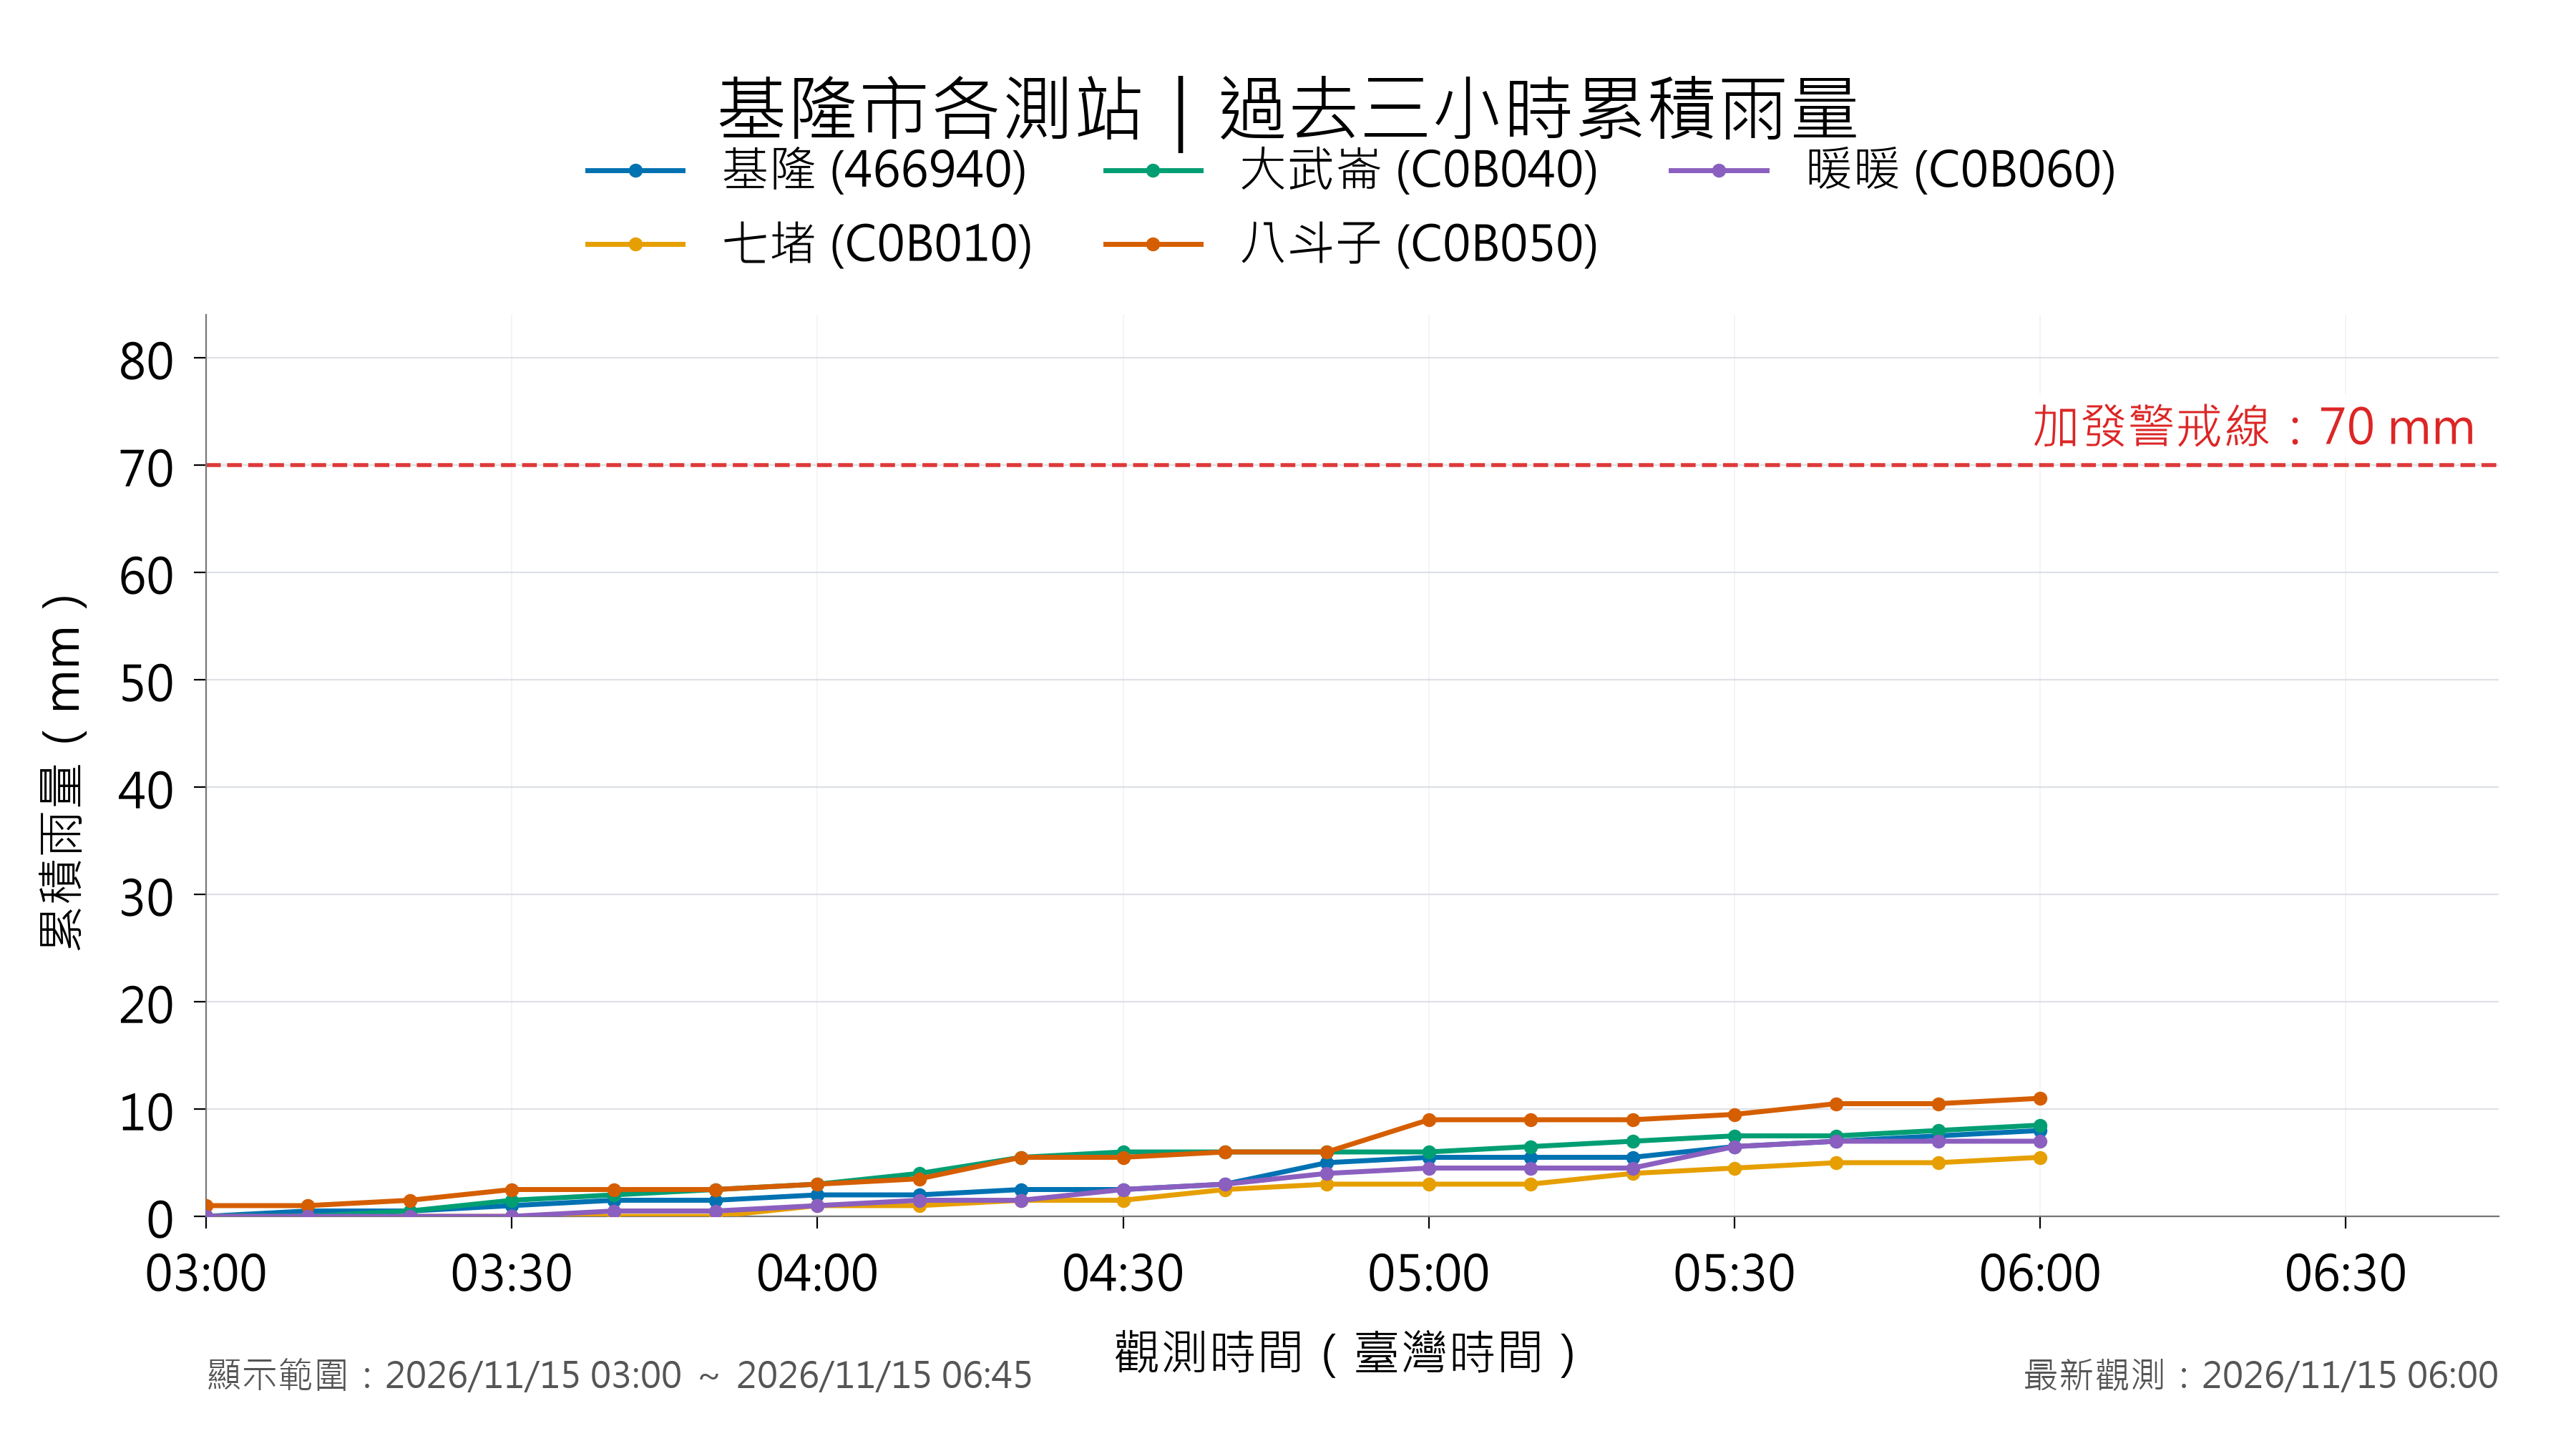 基隆市各測站｜過去三小時累積雨量
基隆 (466940)
大武崙 (C0B040)
暖暖 (C0B060)
七堵 (C0B010)
八斗子 (C0B050)
80
加發警戒線：70 mm
70
60
50
40
30
20
10
0
累積雨量（mm）
03:00
03:30
04:00
04:30
05:00
05:30
06:00
06:30
觀測時間（臺灣時間）
顯示範圍：2026/11/15 03:00 ~ 2026/11/15 06:45
最新觀測：2026/11/15 06:00